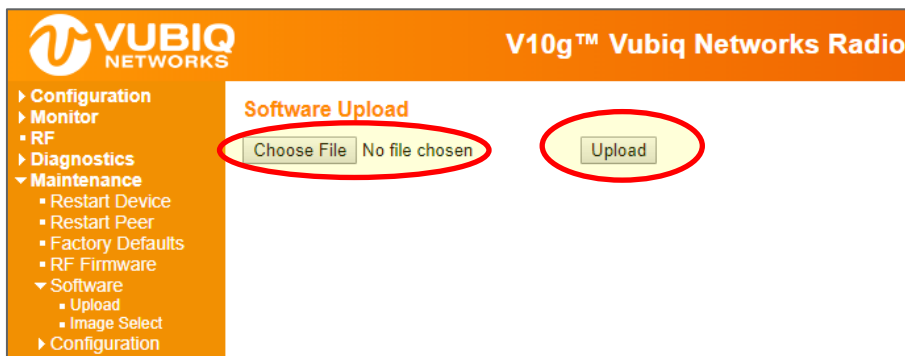 VUBIQ
NETWORKS
V10g™ Vubiq Networks Radio
Configuration
Monitor
RF
Diagnostics
Maintenance
Restart Device
Restart Peer
Factory Defaults
RF Firmware
Software
Upload
Image Select
Configuration
Software Upload
Choose File No file chosen Upload